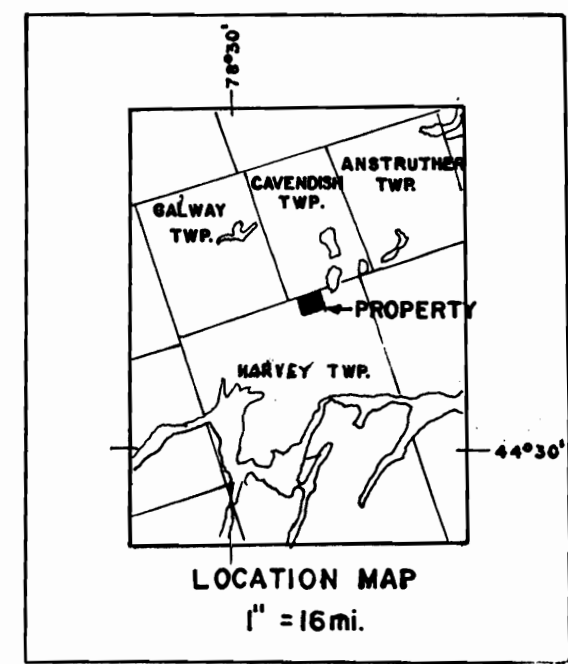 78°30'
ANSTRUTHER
TWP.
CAVENDISH
TWP.
GALWAY
TWP.
PROPERTY
HARVEY TWP.
44°30'
LOCATION MAP
1" = 16 mi.